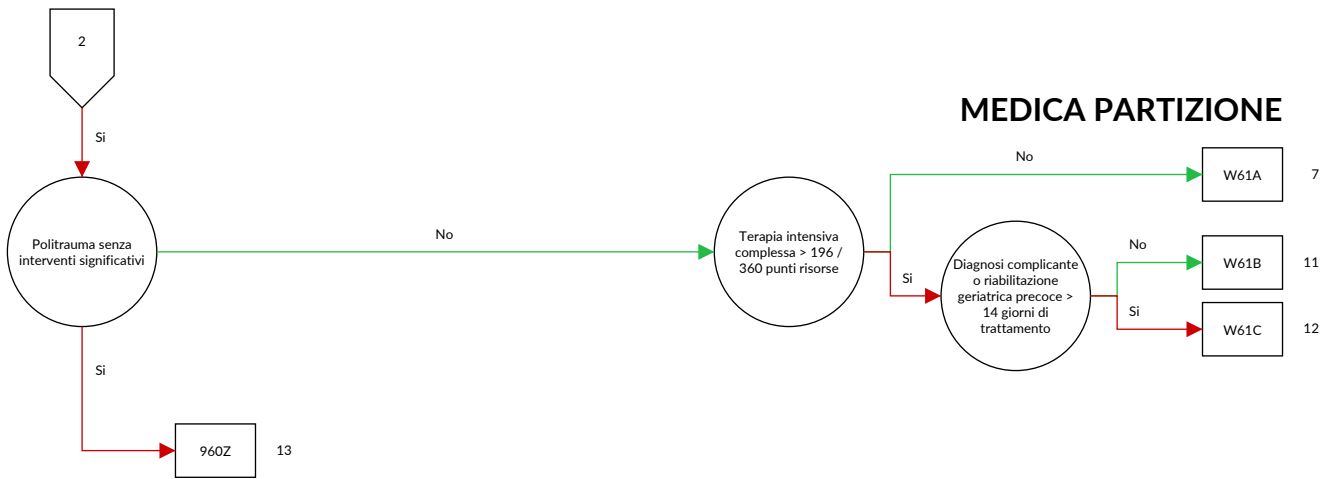 2
Si
MEDICA PARTIZIONE
No
W61A
7
Politrauma senza
interventi significativi
No
Terapia intensiva
complessa > 196 /
360 punti risorse
Si
Diagnosi complicante
o riabilitazione
geriatrica precoce >
14 giorni di
trattamento
No
W61B
11
Si
W61C
12
Si
960Z
13